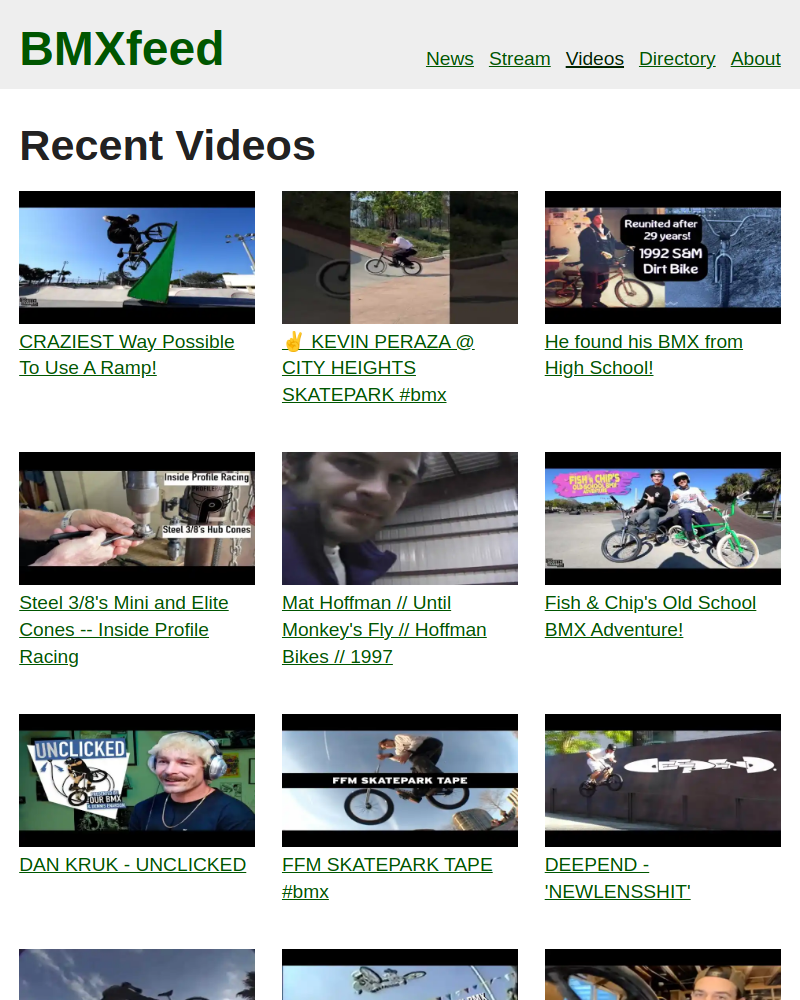 BMXfeed
News Stream Videos Directory About
Recent Videos
Reunited after
29 years!
1992 S&M
Dirt Bike
CRAZIEST Way Possible
To Use A Ramp!
✌ KEVIN PERAZA @
CITY HEIGHTS
SKATEPARK #bmx
He found his BMX from
High School!
Inside Profile Racing
Steel 3/8's Hub Cones
FISH & CHIP'S
OLD SCHOOL BMX
ADVENTURE!
Steel 3/8's Mini and Elite
Cones -- Inside Profile
Racing
Mat Hoffman // Until
Monkey's Fly // Hoffman
Bikes // 1997
Fish & Chip's Old School
BMX Adventure!
UNCLICKED
OUR BMX
FFM SKATEPARK TAPE
DAN KRUK - UNCLICKED
FFM SKATEPARK TAPE
#bmx
DEEPEND -
'NEWLENSSHIT'